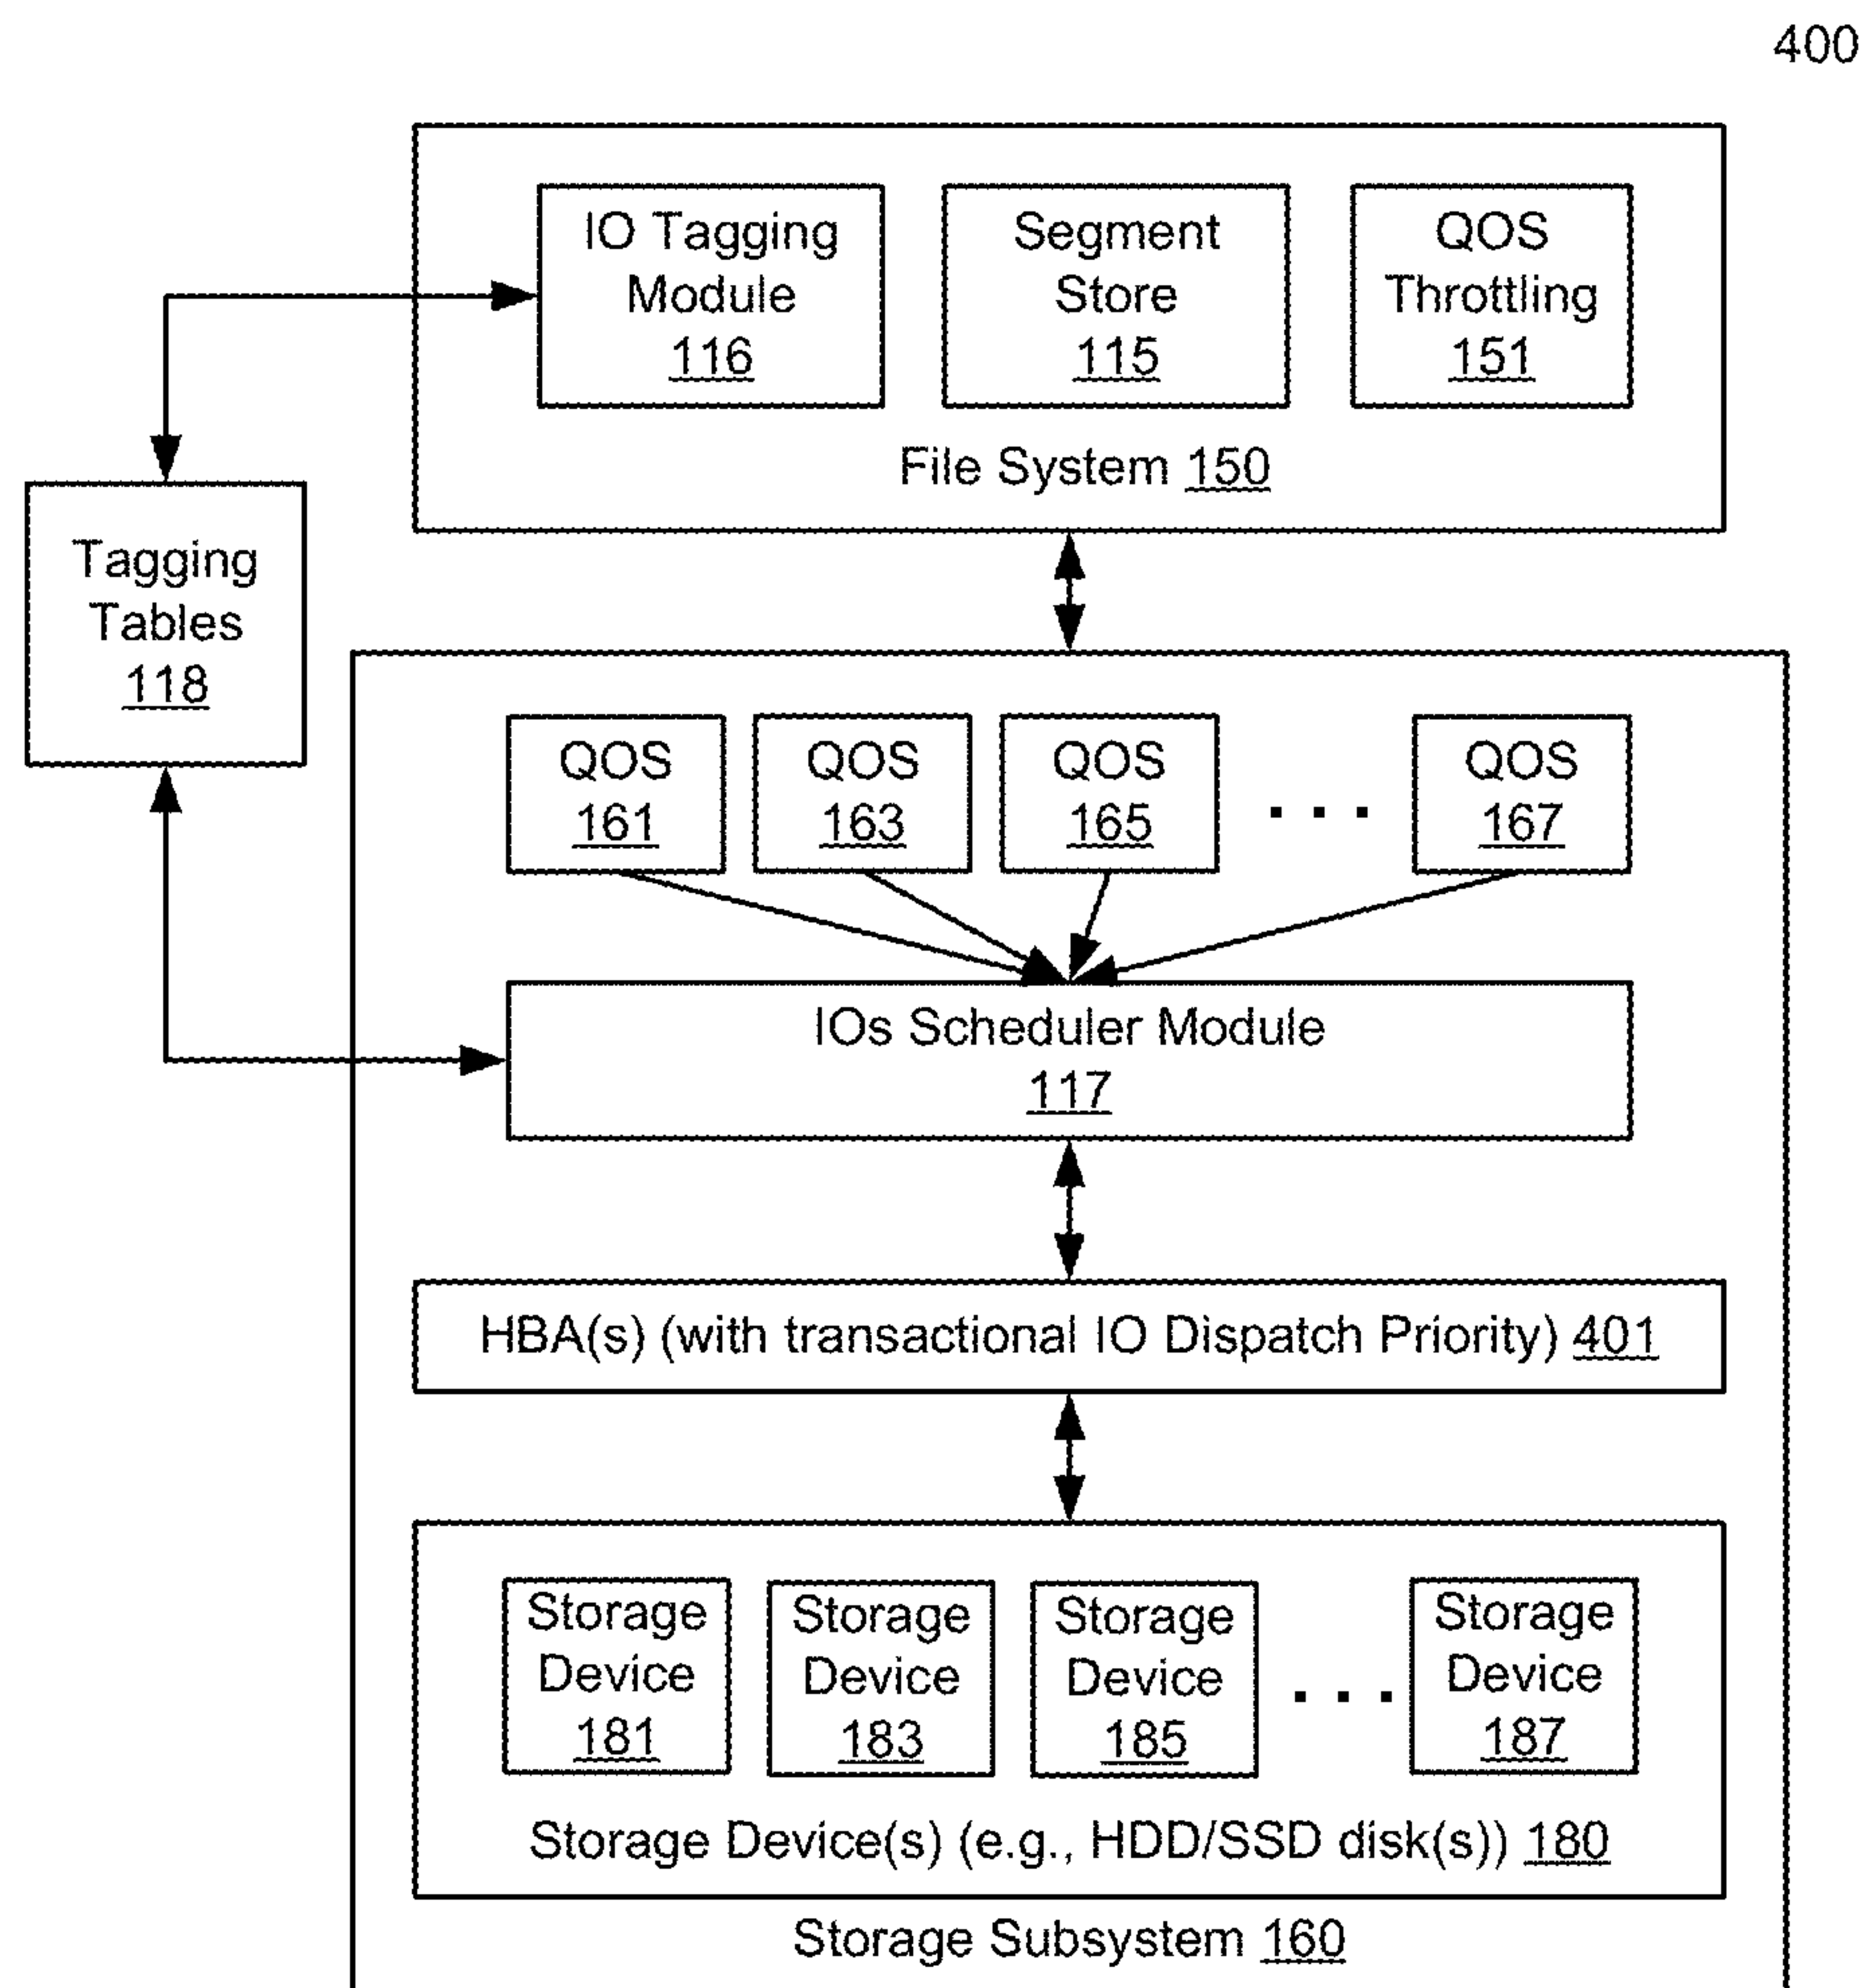 400
IO Tagging
Module
116
Segment
Store
115
QOS
Throttling
151
File System 150
Tagging
Tables
118
QOS
161
QOS
163
QOS
165
. . .
QOS
167
IOs Scheduler Module
117
HBA(s) (with transactional IO Dispatch Priority) 401
Storage
Device
181
Storage
Device
183
Storage
Device
185
. . .
Storage
Device
187
Storage Device(s) (e.g., HDD/SSD disk(s)) 180
Storage Subsystem 160